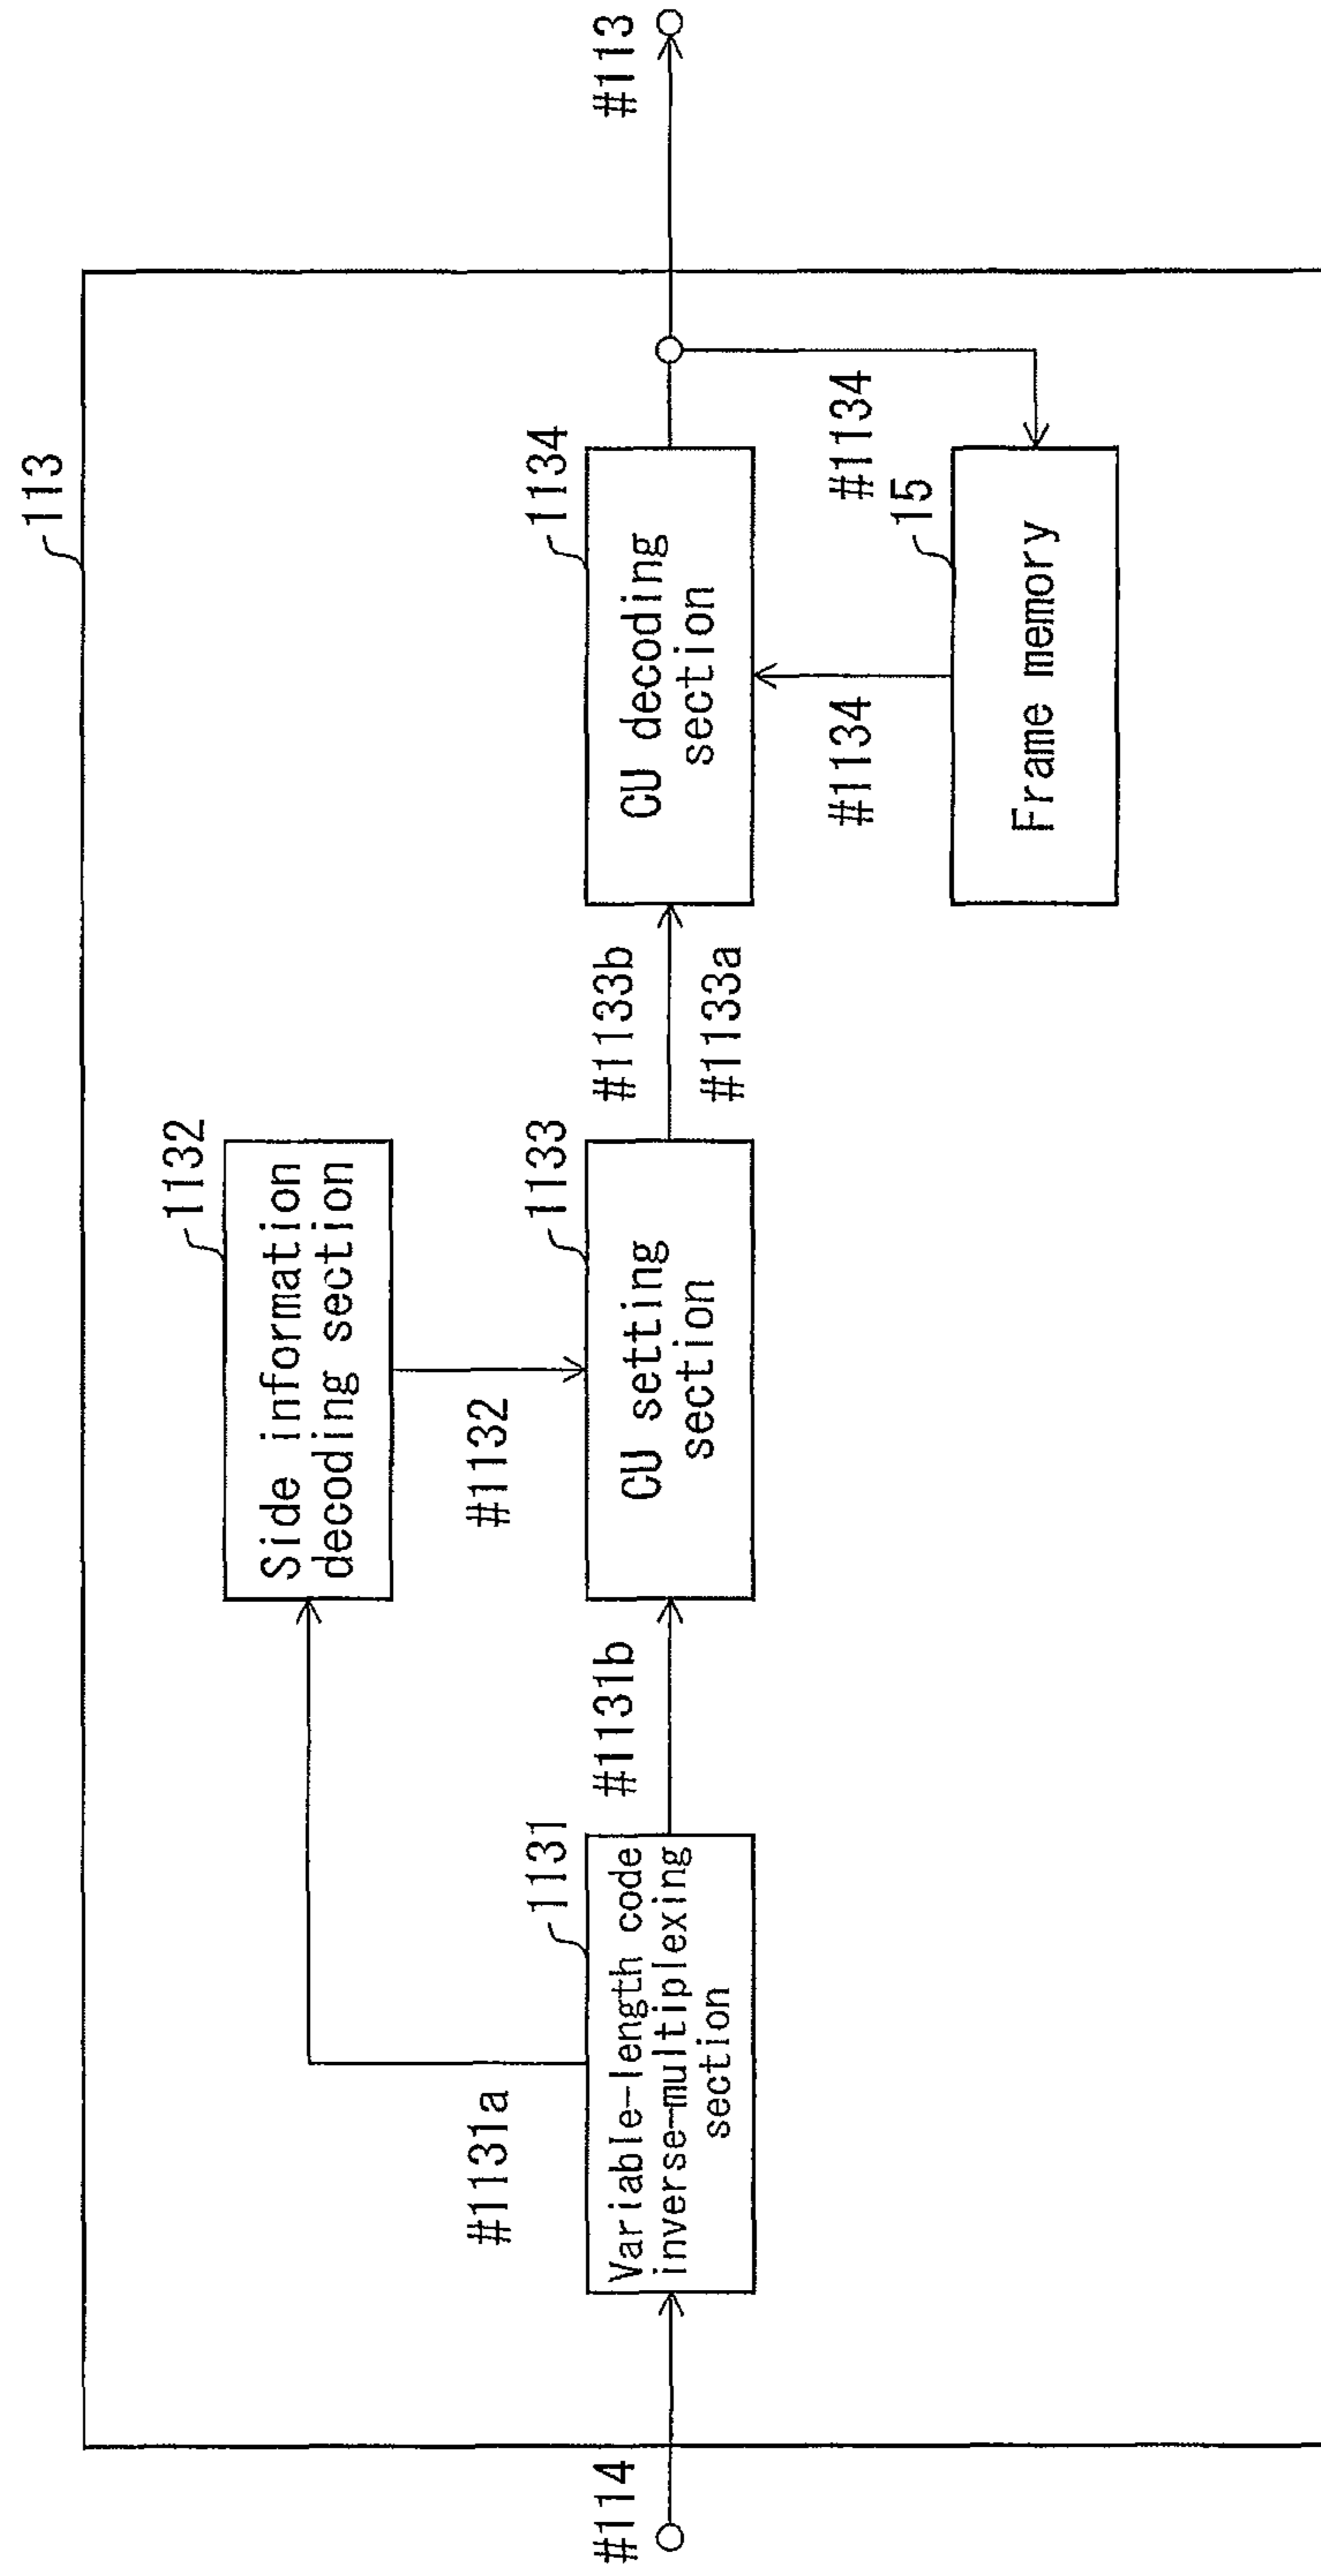 113
1132
Side information
decoding section
#1131a
#1132
#114
1131
#1131b
1133
#1133b
1134
#113
Variable-length code
inverse-multiplexing
section
CU setting
section
CU decoding
section
#1133a
#1134
#1134
15
Frame memory